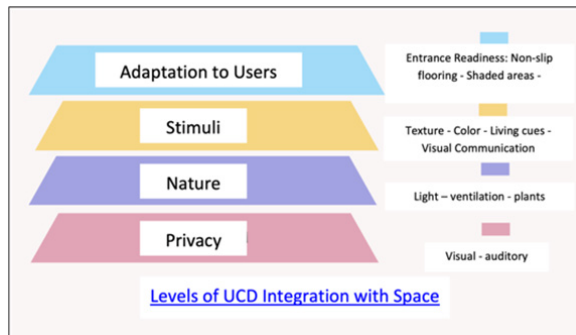 Adaptation to Users
Entrance Readiness: Non-slip
flooring - Shaded areas -
Stimuli
Texture - Color - Living cues -
Visual Communication
Nature
Light – ventilation - plants
Privacy
Visual - auditory
Levels of UCD Integration with Space